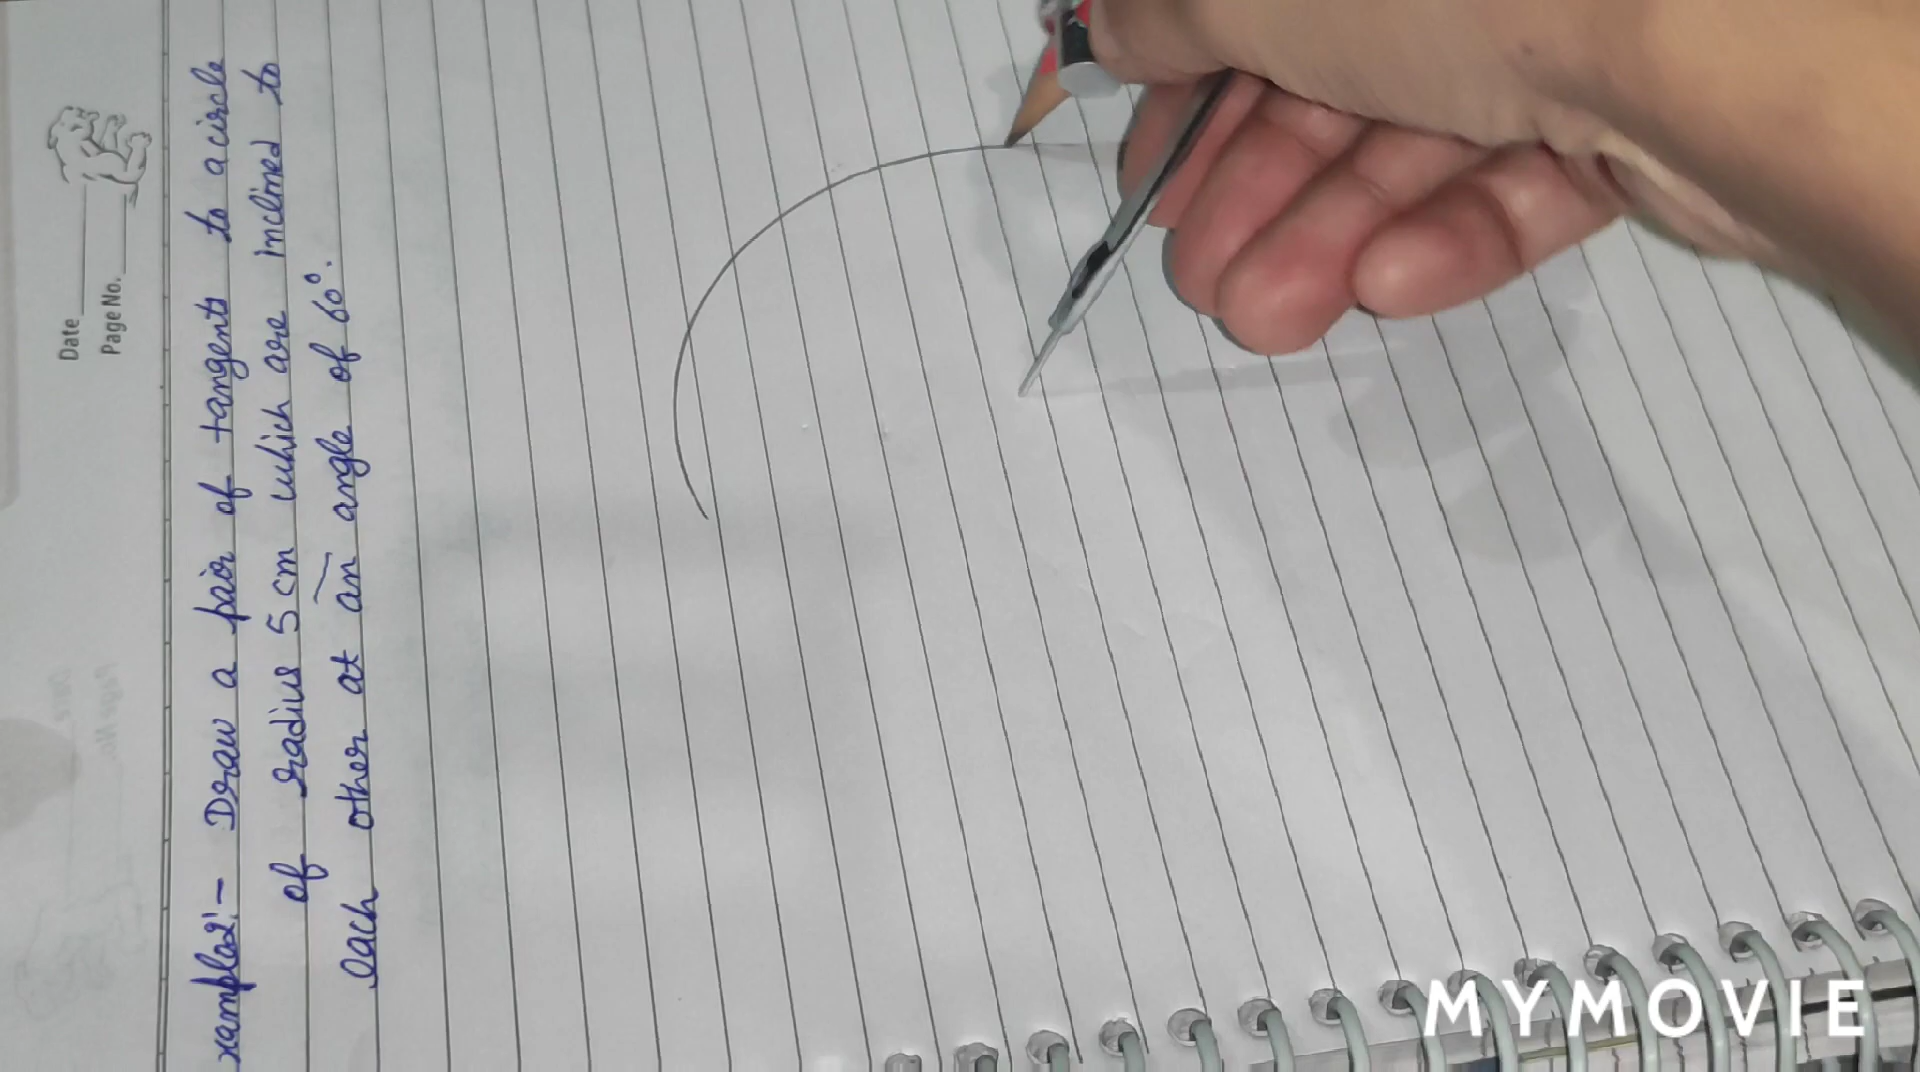 Date
Page No.
xample2:- Draw a pair of tangents to a circle
of radius 5 cm which are inclined to
each other at an angle of 60°.
MYMOVIE